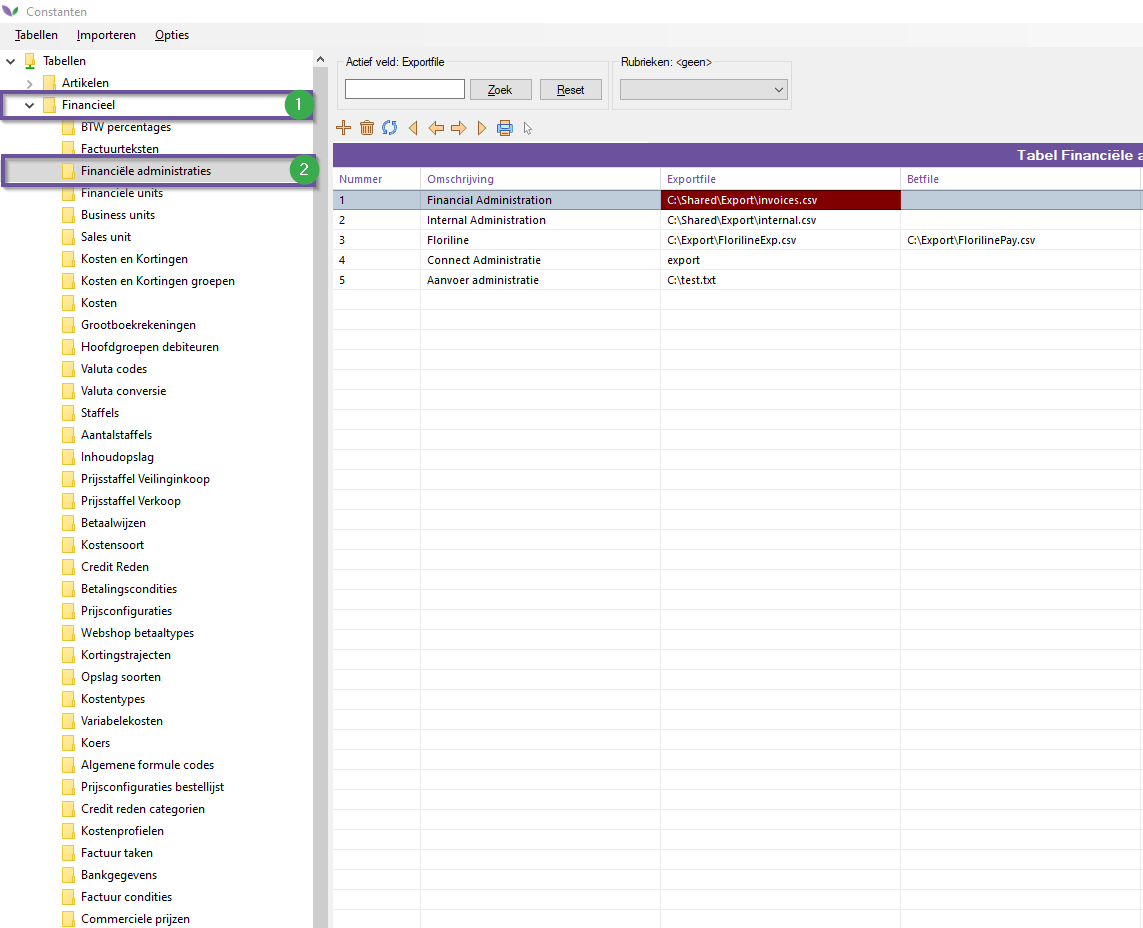 Constanten
Tabellen Importeren Opties
Tabellen
Artikelen
Financieel 1
BTW percentages
Factuurteksten
Financiële administraties 2
Financiele units
Business units
Sales unit
Kosten en Kortingen
Kosten en Kortingen groepen
Kosten
Grootboekrekeningen
Hoofdgroepen debiteuren
Valuta codes
Valuta conversie
Staffels
Aantalstaffels
Inhoudopslag
Prijsstaffel Veilinginkoop
Prijsstaffel Verkoop
Betaalwijzen
Kostensoort
Credit Reden
Betalingscondities
Prijsconfiguraties
Webshop betaaltypes
Kortingstrajecten
Opslag soorten
Kostentypes
Variabelekosten
Koers
Algemene formule codes
Prijsconfiguraties bestellijst
Credit reden categorien
Kostenprofielen
Factuur taken
Bankgegevens
Factuur condities
Commerciele prijzen
Actief veld: Exportfile Rubrieken: <geen>
Zoek Reset
Tabel Financiële a
Nummer Omschrijving Exportfile Betfile
1 Financial Administration C:\Shared\Export\invoices.csv
2 Internal Administration C:\Shared\Export\internal.csv
3 Floriline C:\Export\FlorilineExp.csv C:\Export\FlorilinePay.csv
4 Connect Administratie export
5 Aanvoer administratie C:\test.txt